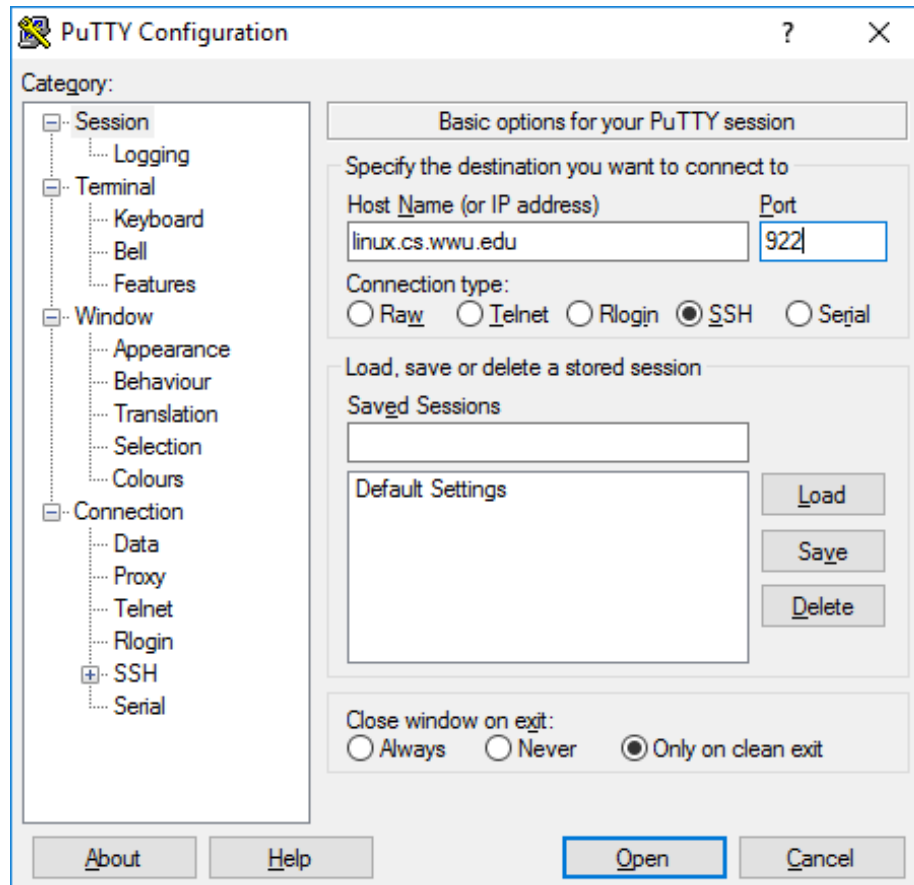 PuTTY Configuration
?
Category:
Session
Logging
Terminal
Keyboard
Bell
Features
Window
Appearance
Behaviour
Translation
Selection
Colours
Connection
Data
Proxy
Telnet
Rlogin
SSH
Serial
Basic options for your PuTTY session
Specify the destination you want to connect to
Host Name (or IP address) Port
linux.cs.wwu.edu 922
Connection type:
Raw Telnet Rlogin SSH Serial
Load, save or delete a stored session
Saved Sessions
Default Settings
Load
Save
Delete
Close window on exit:
Always Never Only on clean exit
About Help Open Cancel